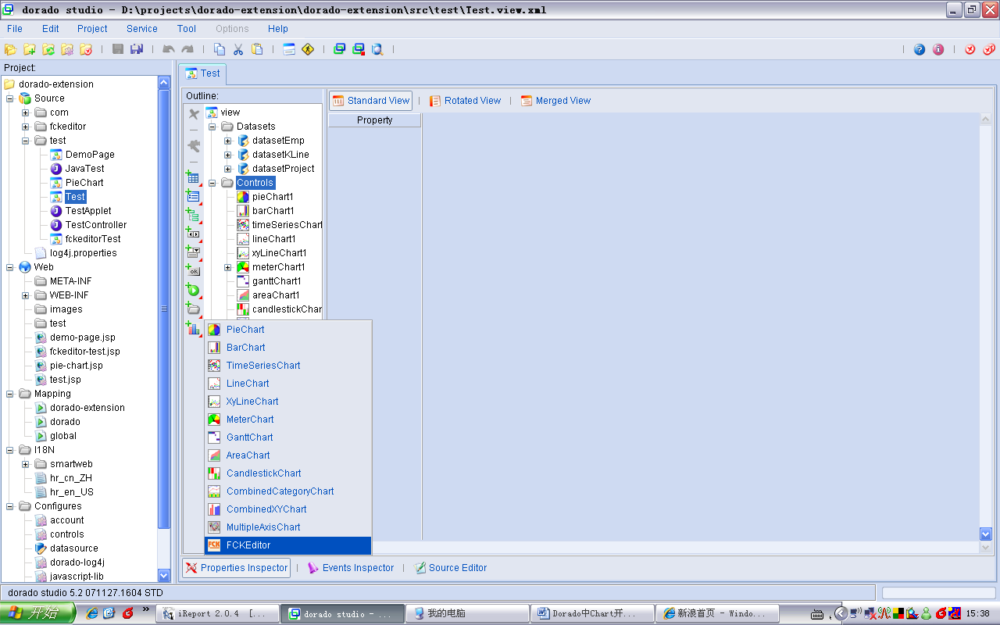 dorado studio - D:\projects\dorado-extension\dorado-extension\src\test\Test.view.xml
File Edit Project Service Tool Options Help
Project:
dorado-extension
Source
com
fckeditor
test
DemoPage
JavaTest
PieChart
Test
TestApplet
TestController
fckeditorTest
log4j.properties
Web
META-INF
WEB-INF
images
test
demo-page.jsp
fckeditor-test.jsp
pie-chart.jsp
test.jsp
Mapping
dorado-extension
dorado
global
I18N
smartweb
hr_cn_ZH
hr_en_US
Configures
account
controls
datasource
dorado-log4j
javascript-lib
Test
Outline:
view
Datasets
datasetEmp
datasetKLine
datasetProject
Controls
pieChart1
barChart1
timeSeriesChart
lineChart1
xyLineChart1
meterChart1
ganttChart1
areaChart1
candlestickChar
PieChart
BarChart
TimeSeriesChart
LineChart
XyLineChart
MeterChart
GanttChart
AreaChart
CandlestickChart
CombinedCategoryChart
CombinedXYChart
MultipleAxisChart
FCK FCKEditor
Standard View | Rotated View | Merged View
Property
Properties Inspector | Events Inspector | Source Editor
dorado studio 5.2 071127.1604 STD
开始 » iReport 2.0.4 [... dorado studio - ... 我的电脑 Dorado中Chart开... 新浪首页 - Windo... 15:38